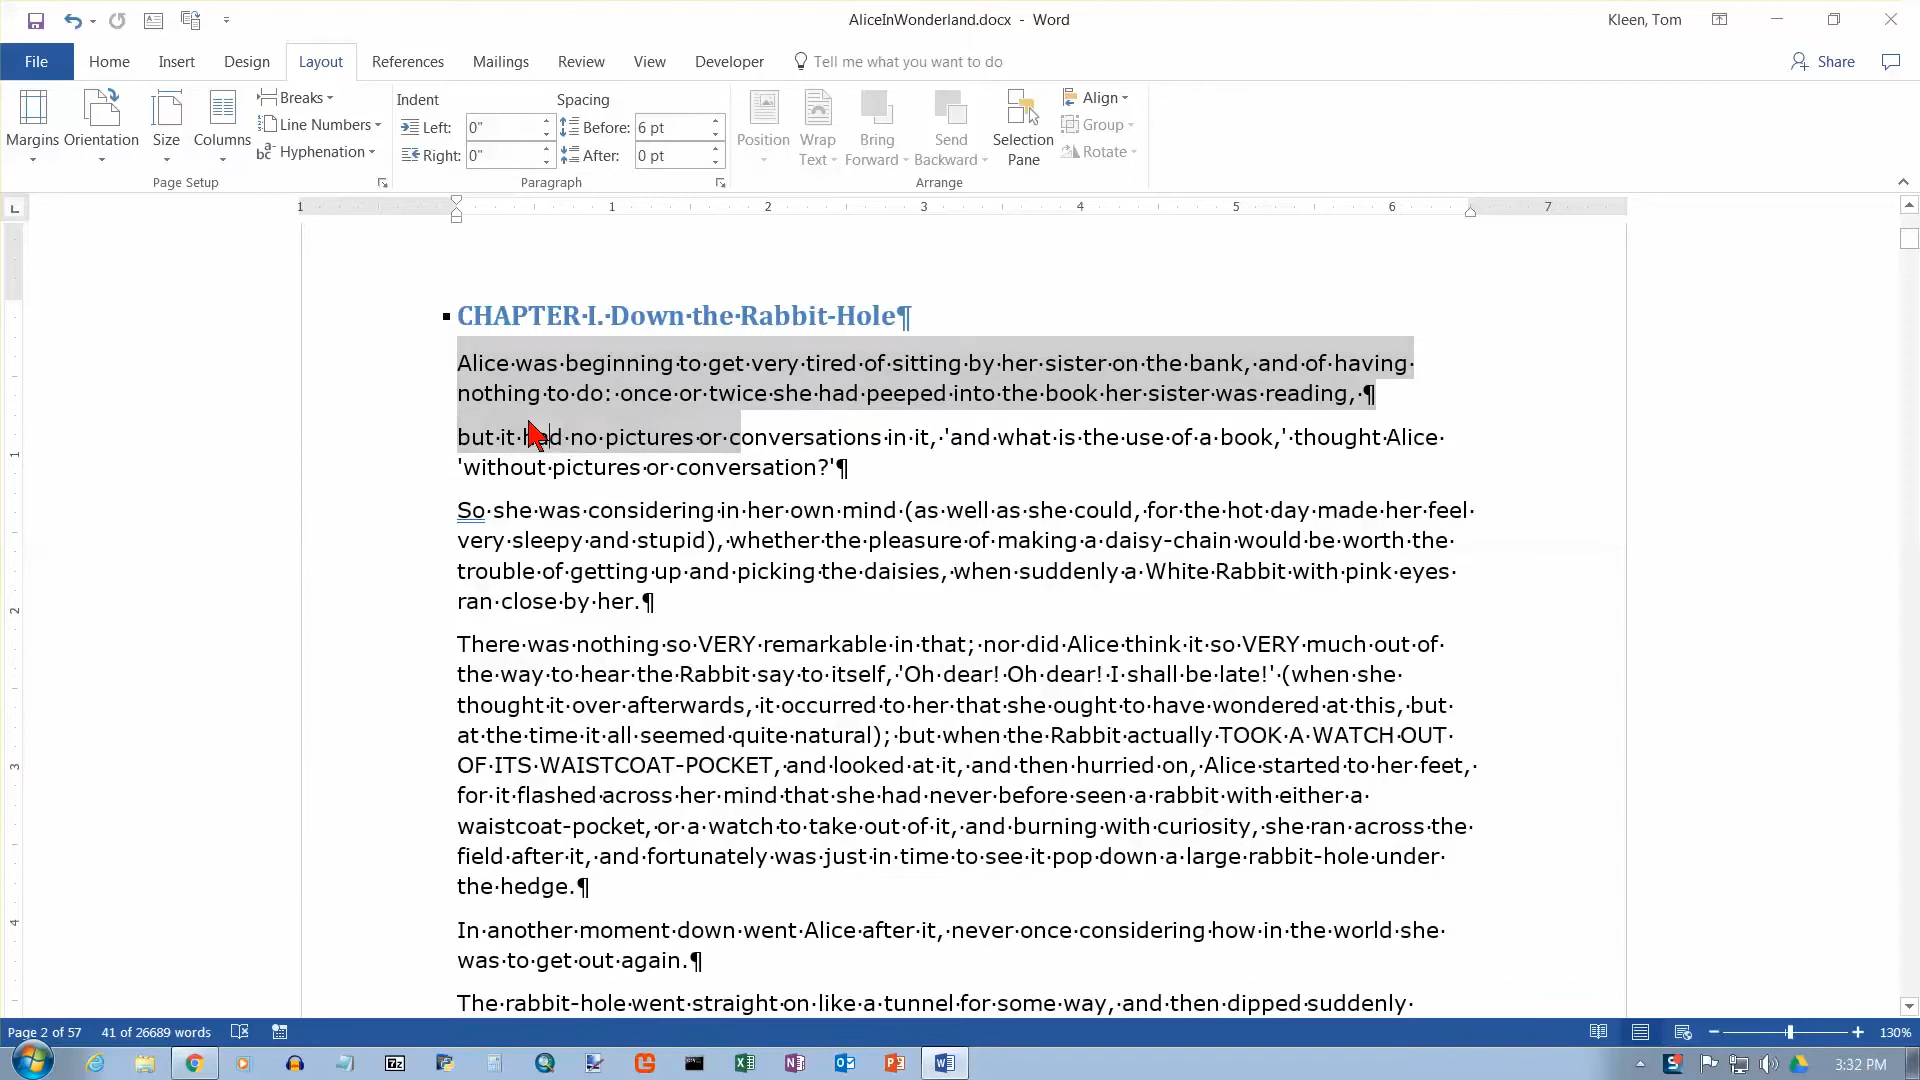 AliceInWonderland.docx - Word
Kleen, Tom
File Home Insert Design Layout References Mailings Review View Developer Tell me what you want to do Share
Margins Orientation Size Columns
Breaks
Line Numbers
Hyphenation
Page Setup
Indent Spacing
Left: 0" Before: 6 pt
Right: 0" After: 0 pt
Paragraph
Position Wrap Text Bring Forward Send Backward Selection Pane
Align
Group
Rotate
Arrange
1 1 2 3 4 5 6 7
CHAPTER·I.·Down·the·Rabbit-Hole¶
Alice·was·beginning·to·get·very·tired·of·sitting·by·her·sister·on·the·bank,·and·of·having·
nothing·to·do:·once·or·twice·she·had·peeped·into·the·book·her·sister·was·reading,·¶
but·it·had·no·pictures·or·conversations·in·it,·'and·what·is·the·use·of·a·book,'·thought·Alice·
'without·pictures·or·conversation?'¶
So·she·was·considering·in·her·own·mind·(as·well·as·she·could,·for·the·hot·day·made·her·feel·
very·sleepy·and·stupid),·whether·the·pleasure·of·making·a·daisy-chain·would·be·worth·the·
trouble·of·getting·up·and·picking·the·daisies,·when·suddenly·a·White·Rabbit·with·pink·eyes·
ran·close·by·her.¶
There·was·nothing·so·VERY·remarkable·in·that;·nor·did·Alice·think·it·so·VERY·much·out·of·
the·way·to·hear·the·Rabbit·say·to·itself,·'Oh·dear!·Oh·dear!·I·shall·be·late!'·(when·she·
thought·it·over·afterwards,·it·occurred·to·her·that·she·ought·to·have·wondered·at·this,·but·
at·the·time·it·all·seemed·quite·natural);·but·when·the·Rabbit·actually·TOOK·A·WATCH·OUT·
OF·ITS·WAISTCOAT-POCKET,·and·looked·at·it,·and·then·hurried·on,·Alice·started·to·her·feet,·
for·it·flashed·across·her·mind·that·she·had·never·before·seen·a·rabbit·with·either·a·
waistcoat-pocket,·or·a·watch·to·take·out·of·it,·and·burning·with·curiosity,·she·ran·across·the·
field·after·it,·and·fortunately·was·just·in·time·to·see·it·pop·down·a·large·rabbit-hole·under·
the·hedge.¶
In·another·moment·down·went·Alice·after·it,·never·once·considering·how·in·the·world·she·
was·to·get·out·again.¶
The·rabbit-hole·went·straight·on·like·a·tunnel·for·some·way,·and·then·dipped·suddenly·
1
2
3
4
Page 2 of 57 41 of 26689 words 130%
3:32 PM